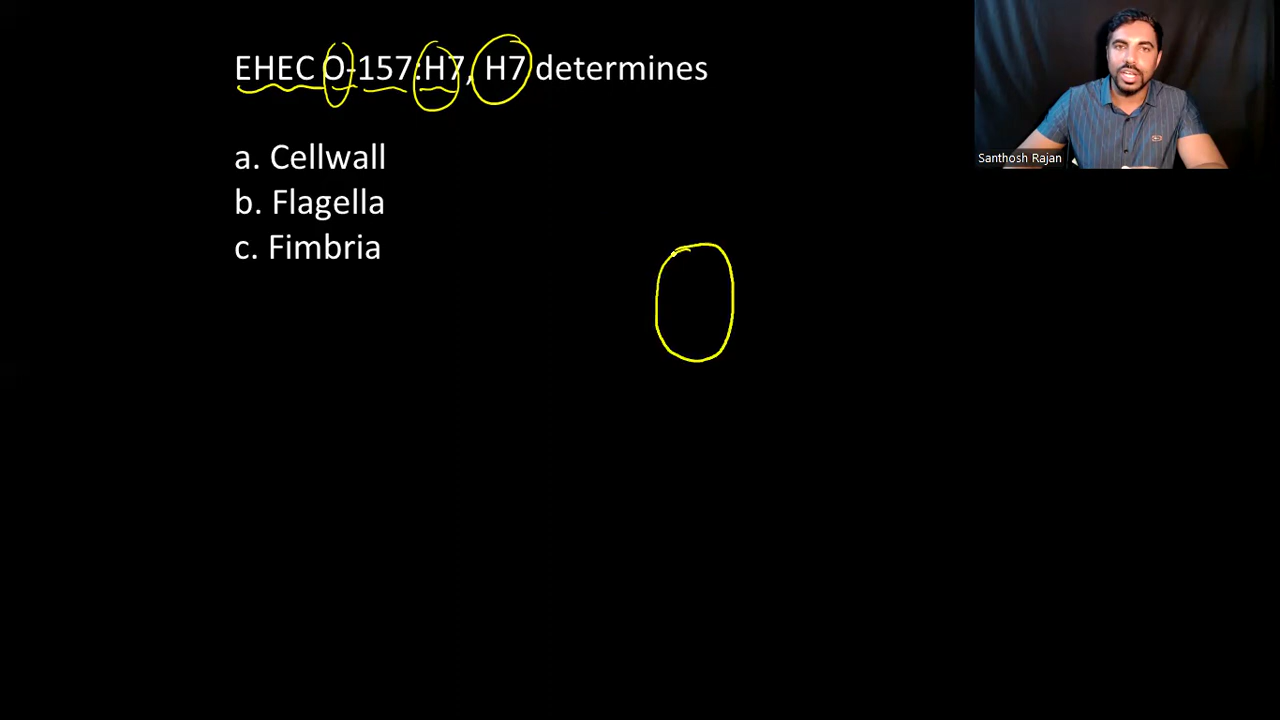 EHEC O-157:H7, H7 determines
a. Cellwall
b. Flagella
c. Fimbria
Santhosh Rajan